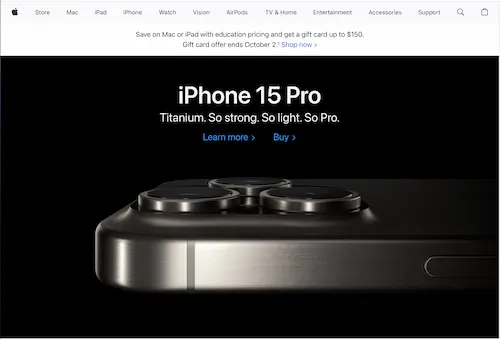 Store Mac iPad iPhone Watch Vision AirPods TV & Home Entertainment Accessories Support
Save on Mac or iPad with education pricing and get a gift card up to $150.
Gift card offer ends October 2.¹ Shop now >
iPhone 15 Pro
Titanium. So strong. So light. So Pro.
Learn more > Buy >